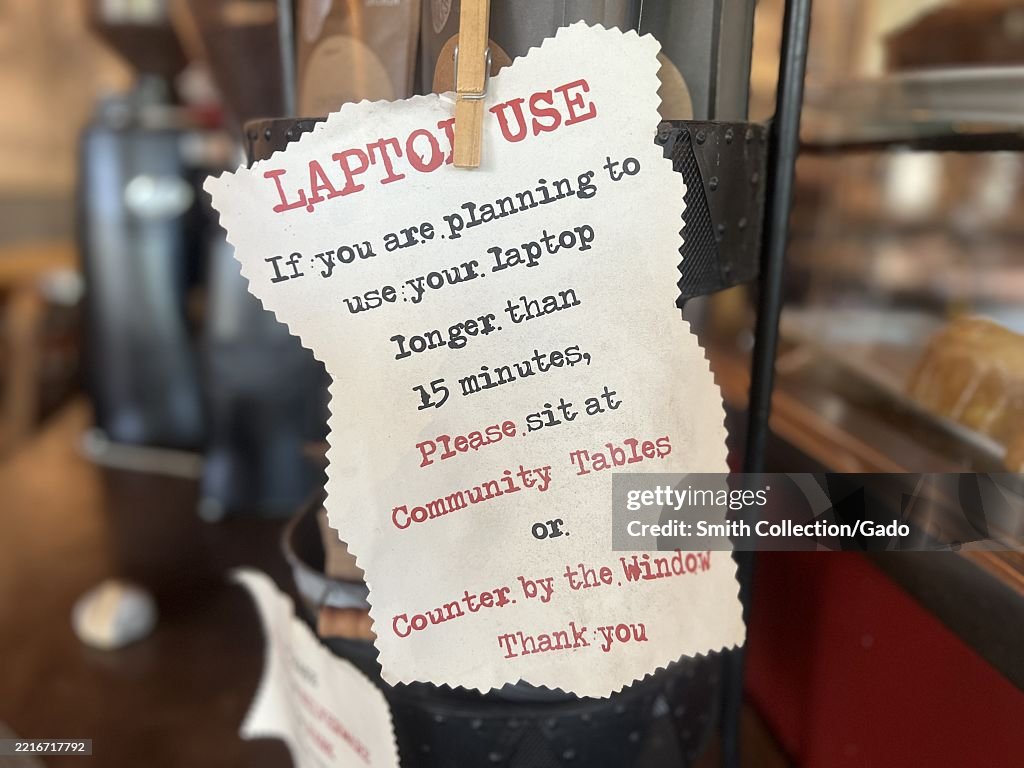 LAPTOP USE
If you are planning to
use your laptop
longer than
15 minutes,
Please sit at
Community Tables
or
Counter by the Window
Thank you
gettyimages®
Smith Collection/Gado
2216717792